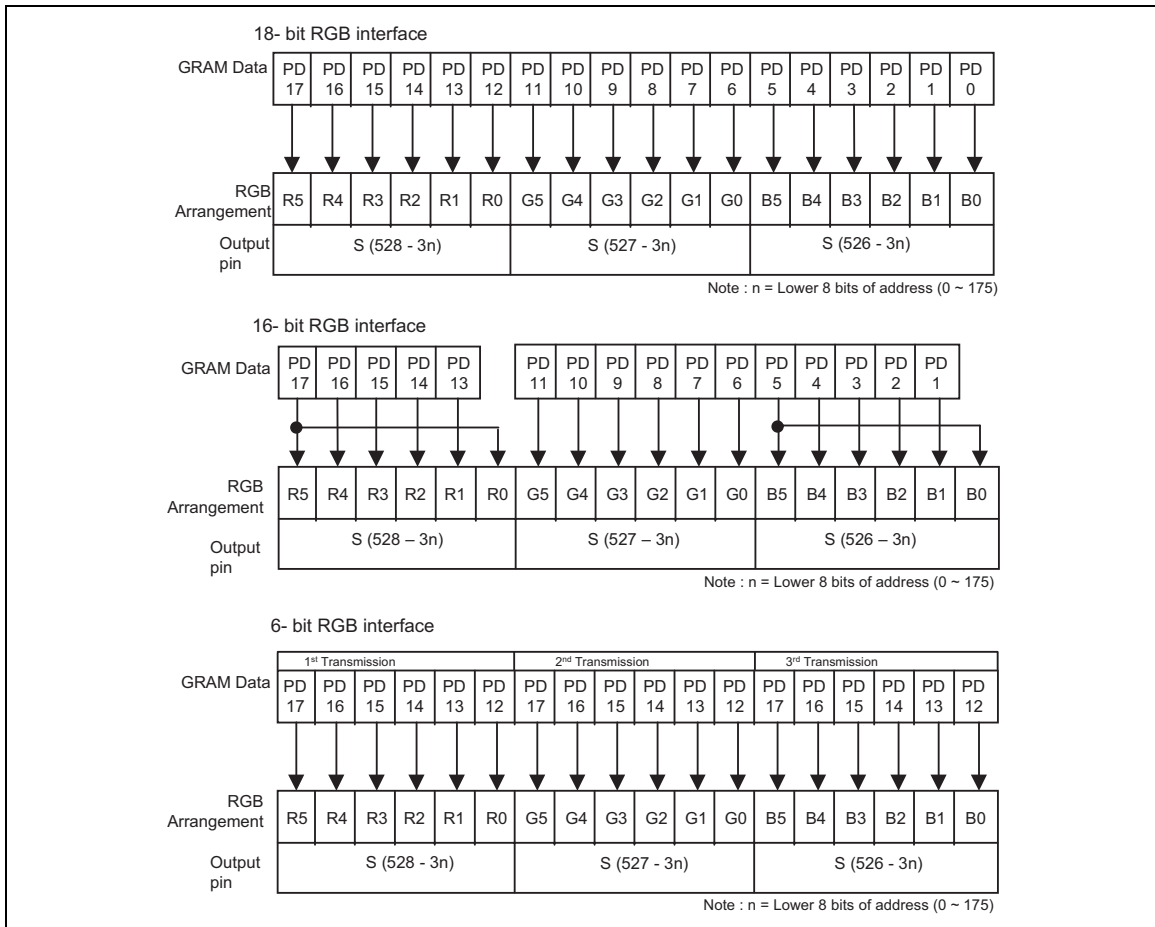 18- bit RGB interface
GRAM Data PD 17 PD 16 PD 15 PD 14 PD 13 PD 12 PD 11 PD 10 PD 9 PD 8 PD 7 PD 6 PD 5 PD 4 PD 3 PD 2 PD 1 PD 0
RGB Arrangement R5 R4 R3 R2 R1 R0 G5 G4 G3 G2 G1 G0 B5 B4 B3 B2 B1 B0
Output pin S (528 - 3n) S (527 - 3n) S (526 - 3n)
Note : n = Lower 8 bits of address (0 ~ 175)
16- bit RGB interface
GRAM Data PD 17 PD 16 PD 15 PD 14 PD 13 PD 11 PD 10 PD 9 PD 8 PD 7 PD 6 PD 5 PD 4 PD 3 PD 2 PD 1
RGB Arrangement R5 R4 R3 R2 R1 R0 G5 G4 G3 G2 G1 G0 B5 B4 B3 B2 B1 B0
Output pin S (528 – 3n) S (527 – 3n) S (526 – 3n)
Note : n = Lower 8 bits of address (0 ~ 175)
6- bit RGB interface
1st Transmission 2nd Transmission 3rd Transmission
GRAM Data PD 17 PD 16 PD 15 PD 14 PD 13 PD 12 PD 17 PD 16 PD 15 PD 14 PD 13 PD 12 PD 17 PD 16 PD 15 PD 14 PD 13 PD 12
RGB Arrangement R5 R4 R3 R2 R1 R0 G5 G4 G3 G2 G1 G0 B5 B4 B3 B2 B1 B0
Output pin S (528 - 3n) S (527 - 3n) S (526 - 3n)
Note : n = Lower 8 bits of address (0 ~ 175)